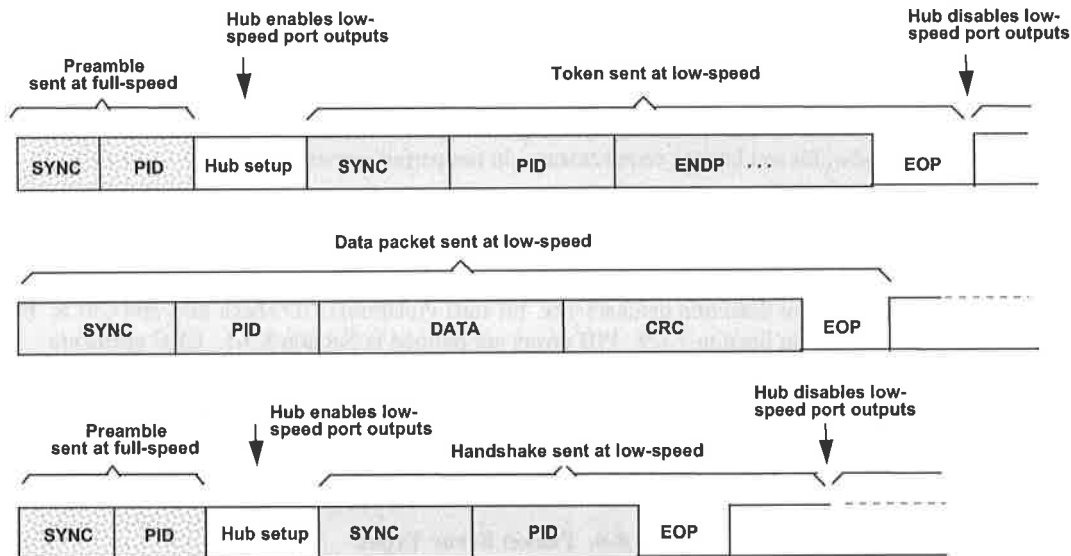 Hub enables low-
speed port outputs
Hub disables low-
speed port outputs
Preamble
sent at full-speed
Token sent at low-speed
SYNC PID Hub setup SYNC PID ENDP ... EOP
Data packet sent at low-speed
SYNC PID DATA CRC EOP
Hub enables low-
speed port outputs
Hub disables low-
speed port outputs
Preamble
sent at full-speed
Handshake sent at low-speed
SYNC PID Hub setup SYNC PID EOP